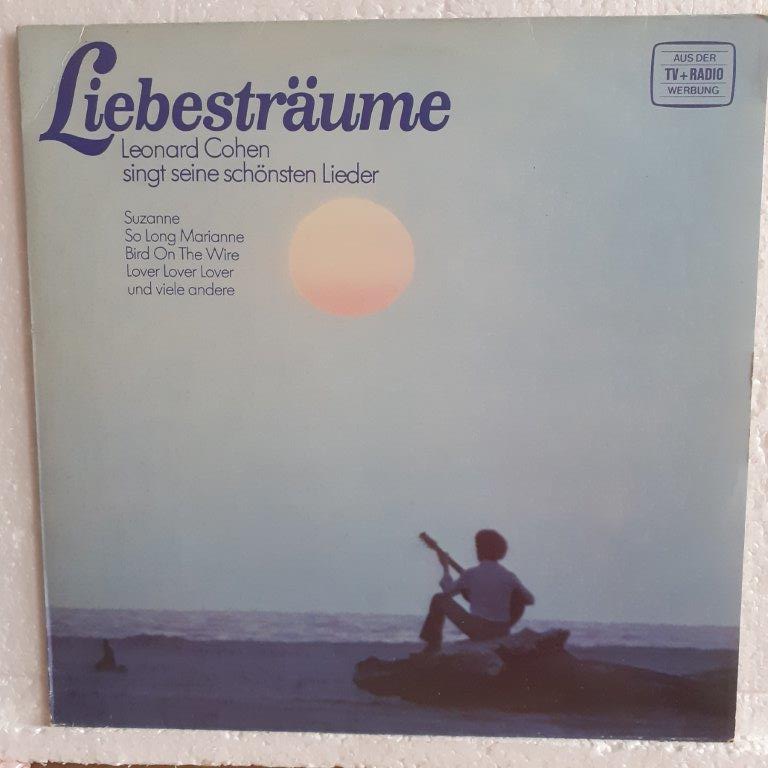 Liebesträume
Leonard Cohen
singt seine schönsten Lieder
Suzanne
So Long Marianne
Bird On The Wire
Lover Lover Lover
und viele andere
AUS DER
TV+RADIO
WERBUNG